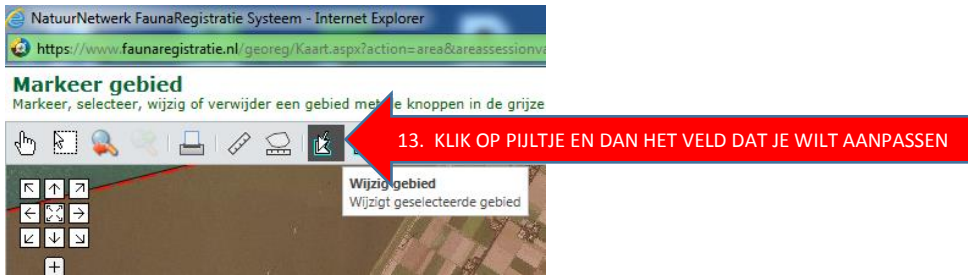 NatuurNetwerk FaunaRegistratie Systeem - Internet Explorer
https://www.faunaregistratie.nl/georeg/Kaart.aspx?action=area&areasessionva
Markeer gebied
Markeer, selecteer, wijzig of verwijder een gebied met knoppen in de grijze
13. KLIK OP PIJLTJE EN DAN HET VELD DAT JE WILT AANPASSEN
Wijzig gebied
Wijzigt geselecteerde gebied